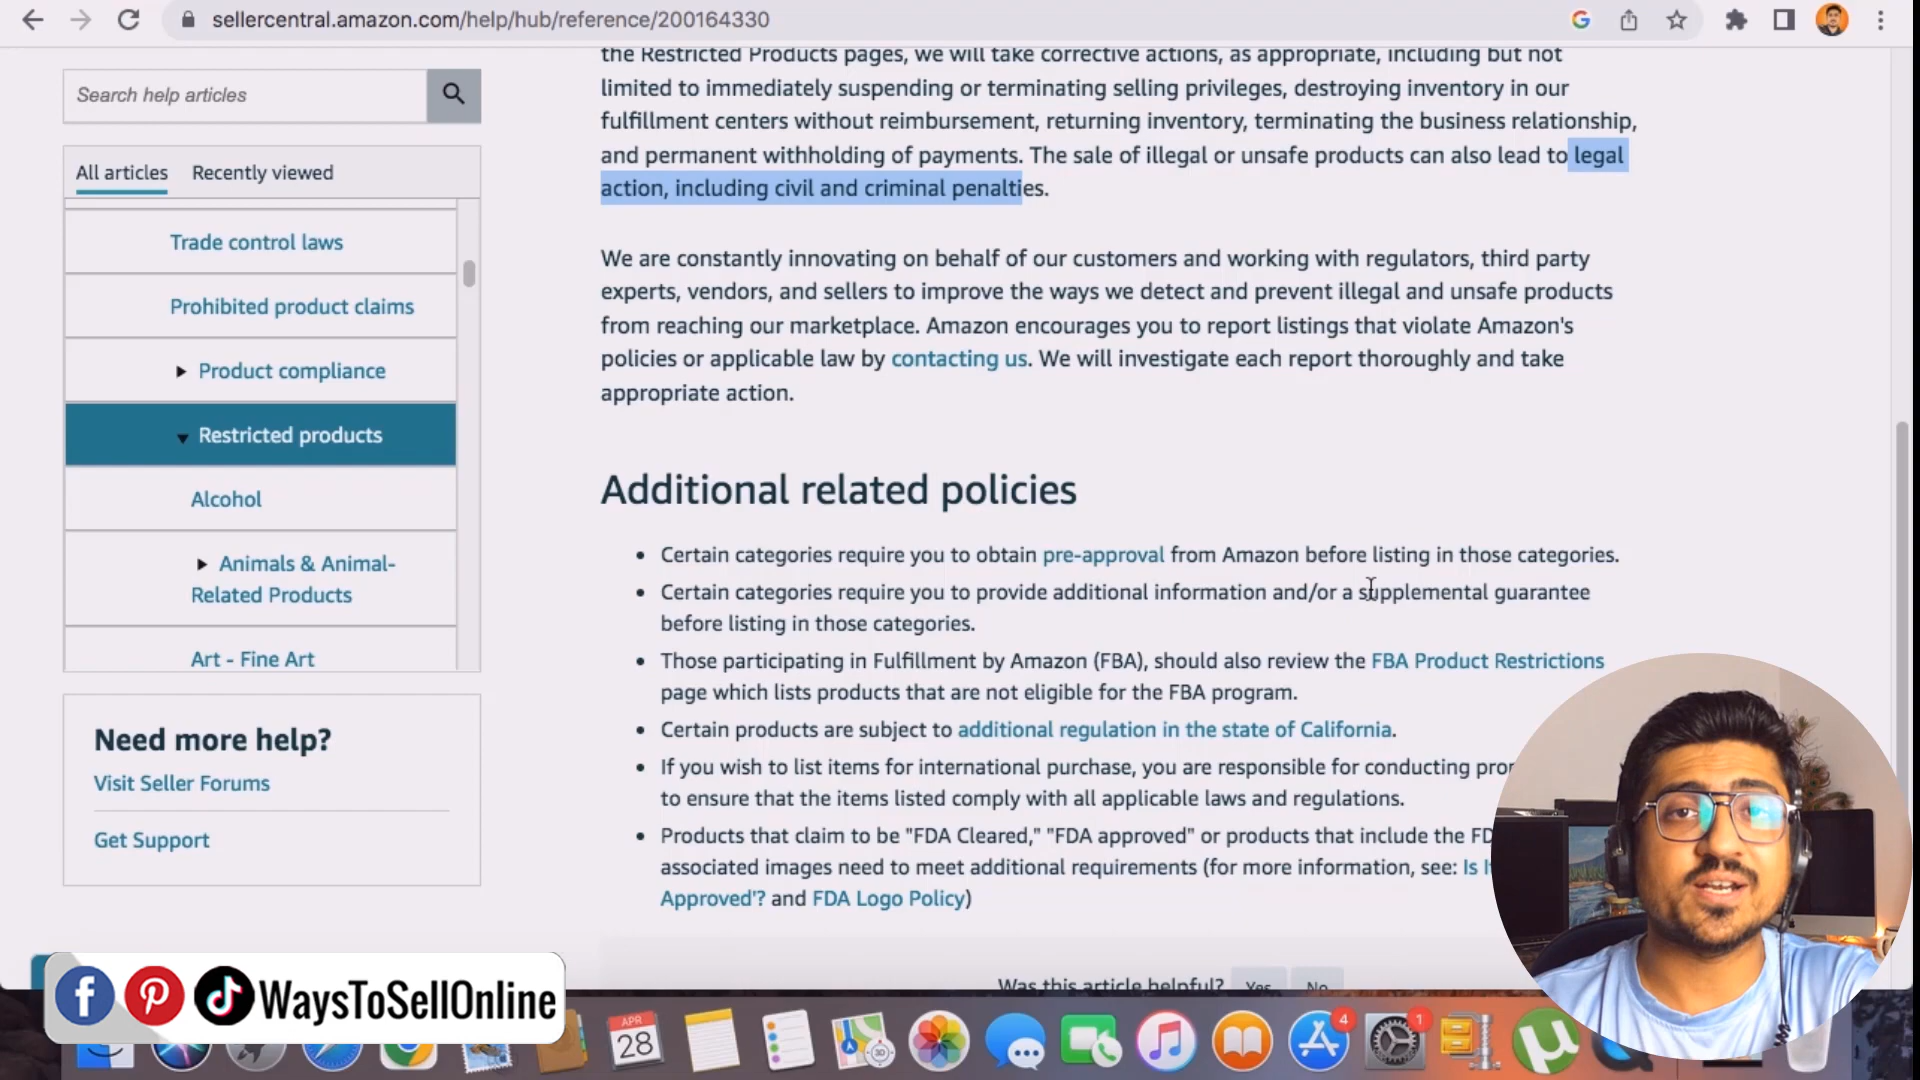 sellercentral.amazon.com/help/hub/reference/200164330
Search help articles
All articles
Recently viewed
Trade control laws
Prohibited product claims
Product compliance
Restricted products
Alcohol
Animals & Animal-
Related Products
Art - Fine Art
Need more help?
Visit Seller Forums
Get Support
the Restricted Products pages, we will take corrective actions, as appropriate, including but not
limited to immediately suspending or terminating selling privileges, destroying inventory in our
fulfillment centers without reimbursement, returning inventory, terminating the business relationship,
and permanent withholding of payments. The sale of illegal or unsafe products can also lead to legal
action, including civil and criminal penalties.
We are constantly innovating on behalf of our customers and working with regulators, third party
experts, vendors, and sellers to improve the ways we detect and prevent illegal and unsafe products
from reaching our marketplace. Amazon encourages you to report listings that violate Amazon's
policies or applicable law by contacting us. We will investigate each report thoroughly and take
appropriate action.
Additional related policies
• Certain categories require you to obtain pre-approval from Amazon before listing in those categories.
• Certain categories require you to provide additional information and/or a supplemental guarantee
before listing in those categories.
• Those participating in Fulfillment by Amazon (FBA), should also review the FBA Product Restrictions
page which lists products that are not eligible for the FBA program.
• Certain products are subject to additional regulation in the state of California.
• If you wish to list items for international purchase, you are responsible for conducting
to ensure that the items listed comply with all applicable laws and regulations.
• Products that claim to be "FDA Cleared," "FDA approved" or products that include the
associated images need to meet additional requirements (for more information, see: Is
Approved'? and FDA Logo Policy)
Was this article helpful? Yes No
WaysToSellOnline
APR
28
4
1